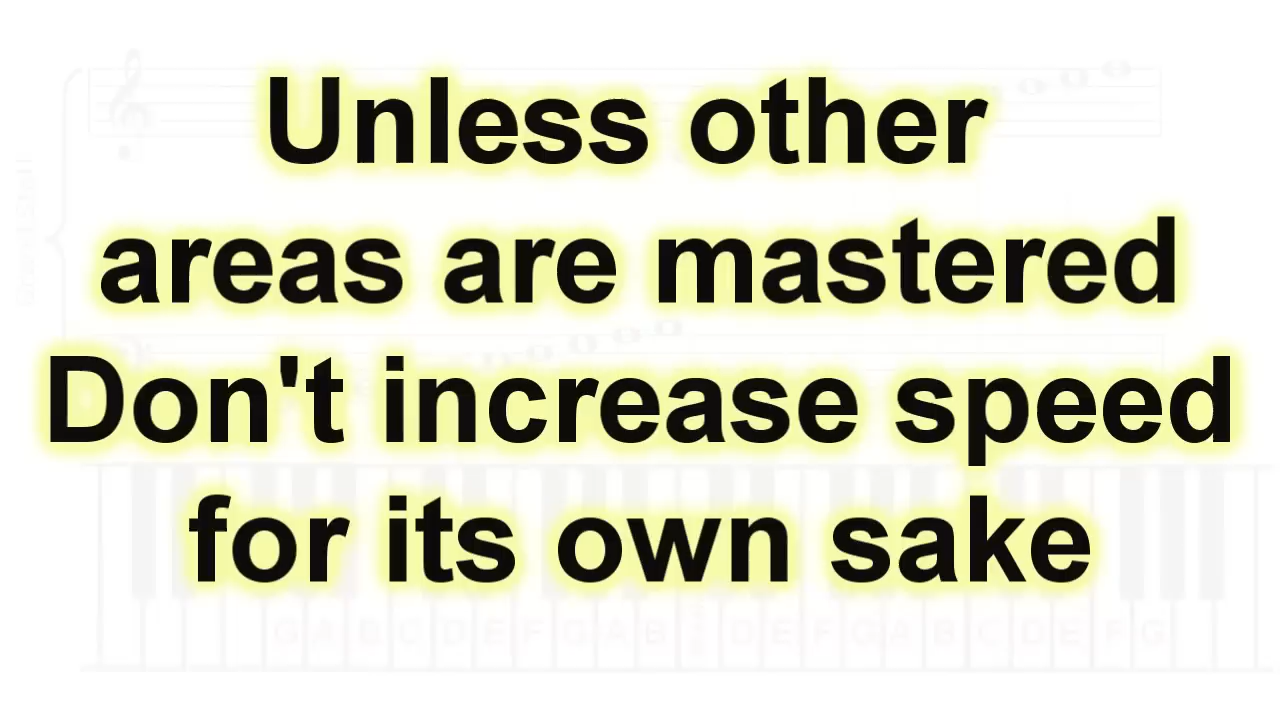 Unless other
areas are mastered
Don't increase speed
for its own sake
G A B C D E F G A B D E F G A B C D E F G